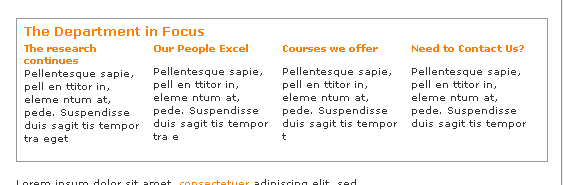 The Department in Focus
The research
continues
Pellentesque sapie,
pell en ttitor in,
eleme ntum at,
pede. Suspendisse
duis sagit tis tempor
tra eget
Our People Excel
Pellentesque sapie,
pell en ttitor in,
eleme ntum at,
pede. Suspendisse
duis sagit tis tempor
tra e
Courses we offer
Pellentesque sapie,
pell en ttitor in,
eleme ntum at,
pede. Suspendisse
duis sagit tis tempor
t
Need to Contact Us?
Pellentesque sapie,
pell en ttitor in,
eleme ntum at,
pede. Suspendisse
duis sagit tis tempor
Lorem ipsum dolor sit amet, consectetuer adipiscing elit, sed